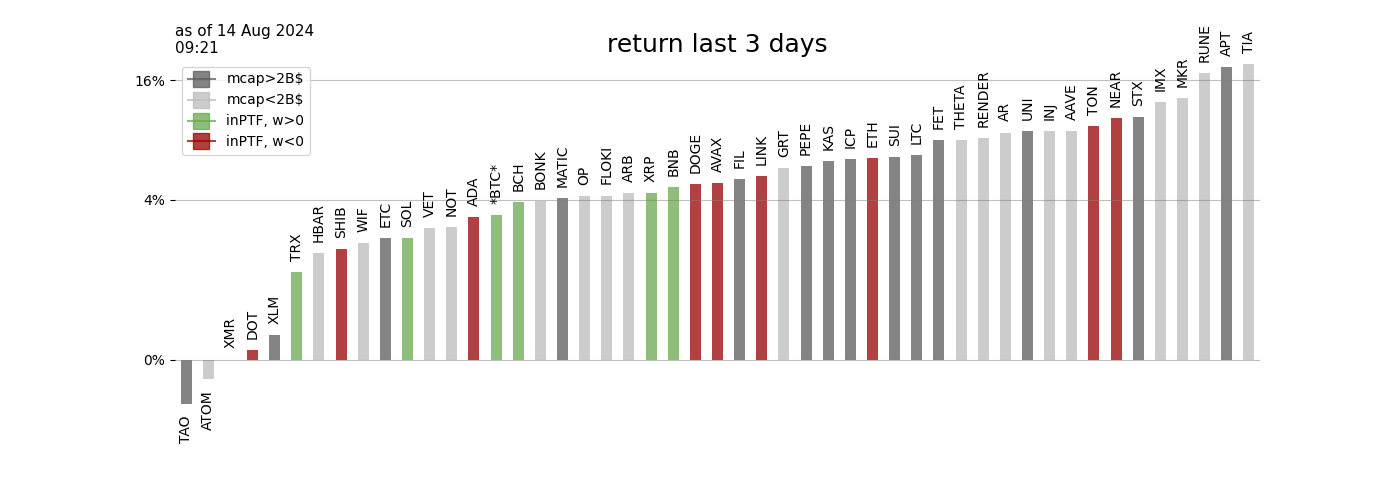 as of 14 Aug 2024
09:21
return last 3 days
mcap>2B$
mcap<2B$
inPTF, w>0
inPTF, w<0
16%
4%
0%
TAO
ATOM
XMR
DOT
XLM
TRX
HBAR
SHIB
WIF
ETC
SOL
VET
NOT
ADA
*BTC*
BCH
BONK
MATIC
OP
FLOKI
ARB
XRP
BNB
DOGE
AVAX
FIL
LINK
GRT
PEPE
KAS
ICP
ETH
SUI
LTC
FET
THETA
RENDER
AR
UNI
INJ
AAVE
TON
NEAR
STX
IMX
MKR
RUNE
APT
TIA